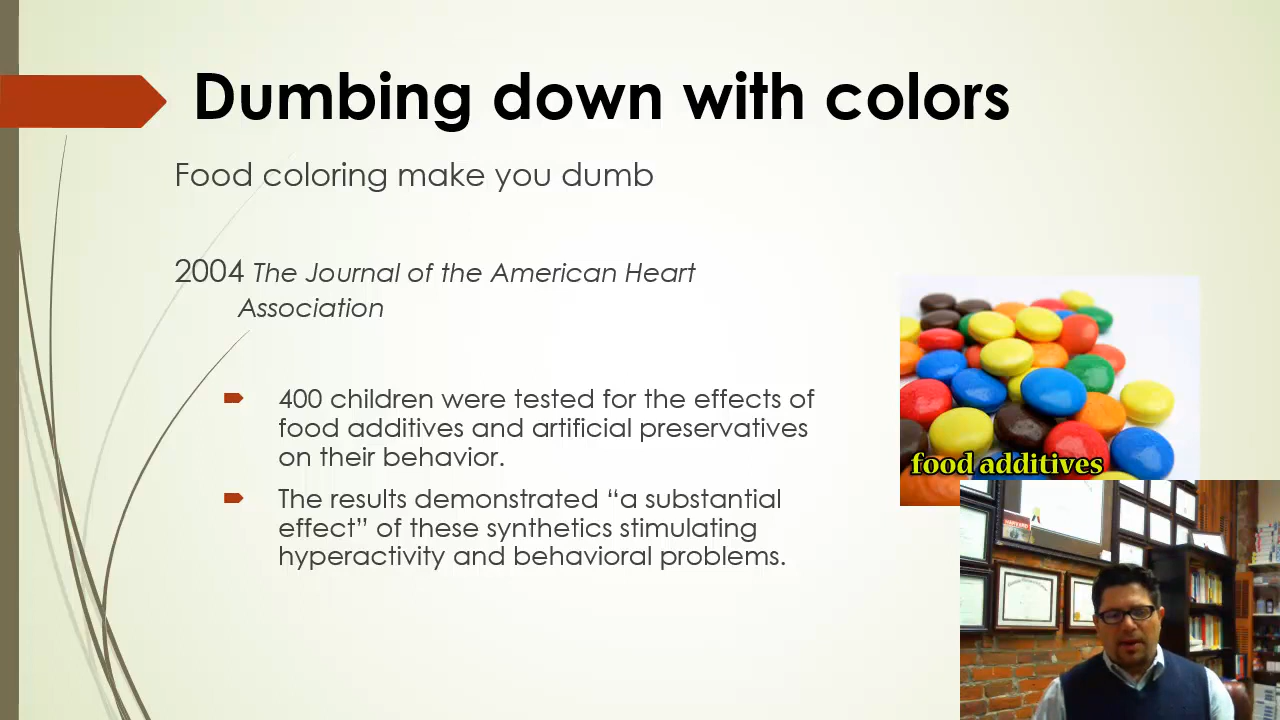 Dumbing down with colors
Food coloring make you dumb
2004 The Journal of the American Heart
Association
400 children were tested for the effects of
food additives and artificial preservatives
on their behavior.
The results demonstrated “a substantial
effect” of these synthetics stimulating
hyperactivity and behavioral problems.
food additives